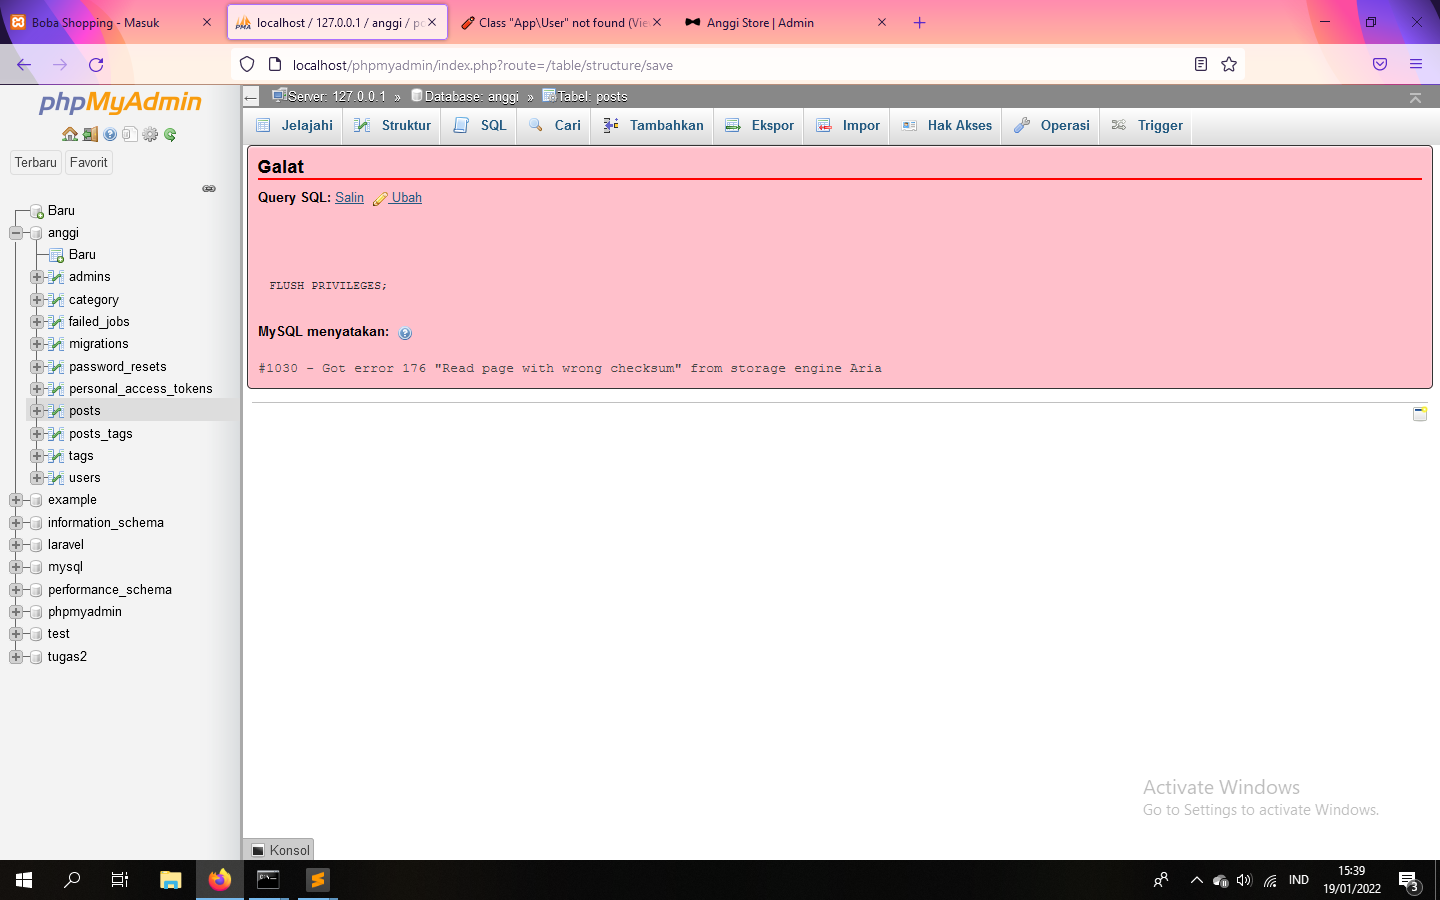 Boba Shopping - Masuk
localhost / 127.0.0.1 / anggi / po
Class "App\User" not found (Vie
Anggi Store | Admin
localhost/phpmyadmin/index.php?route=/table/structure/save
phpMyAdmin
Terbaru
Favorit
Baru
anggi
Baru
admins
category
failed_jobs
migrations
password_resets
personal_access_tokens
posts
posts_tags
tags
users
example
information_schema
laravel
mysql
performance_schema
phpmyadmin
test
tugas2
Server: 127.0.0.1 » Database: anggi » Tabel: posts
Jelajahi Struktur SQL Cari Tambahkan Ekspor Impor Hak Akses Operasi Trigger
Galat
Query SQL: Salin Ubah
FLUSH PRIVILEGES;
MySQL menyatakan:
#1030 - Got error 176 "Read page with wrong checksum" from storage engine Aria
Activate Windows
Go to Settings to activate Windows.
Konsol
IND
15:39
19/01/2022
3